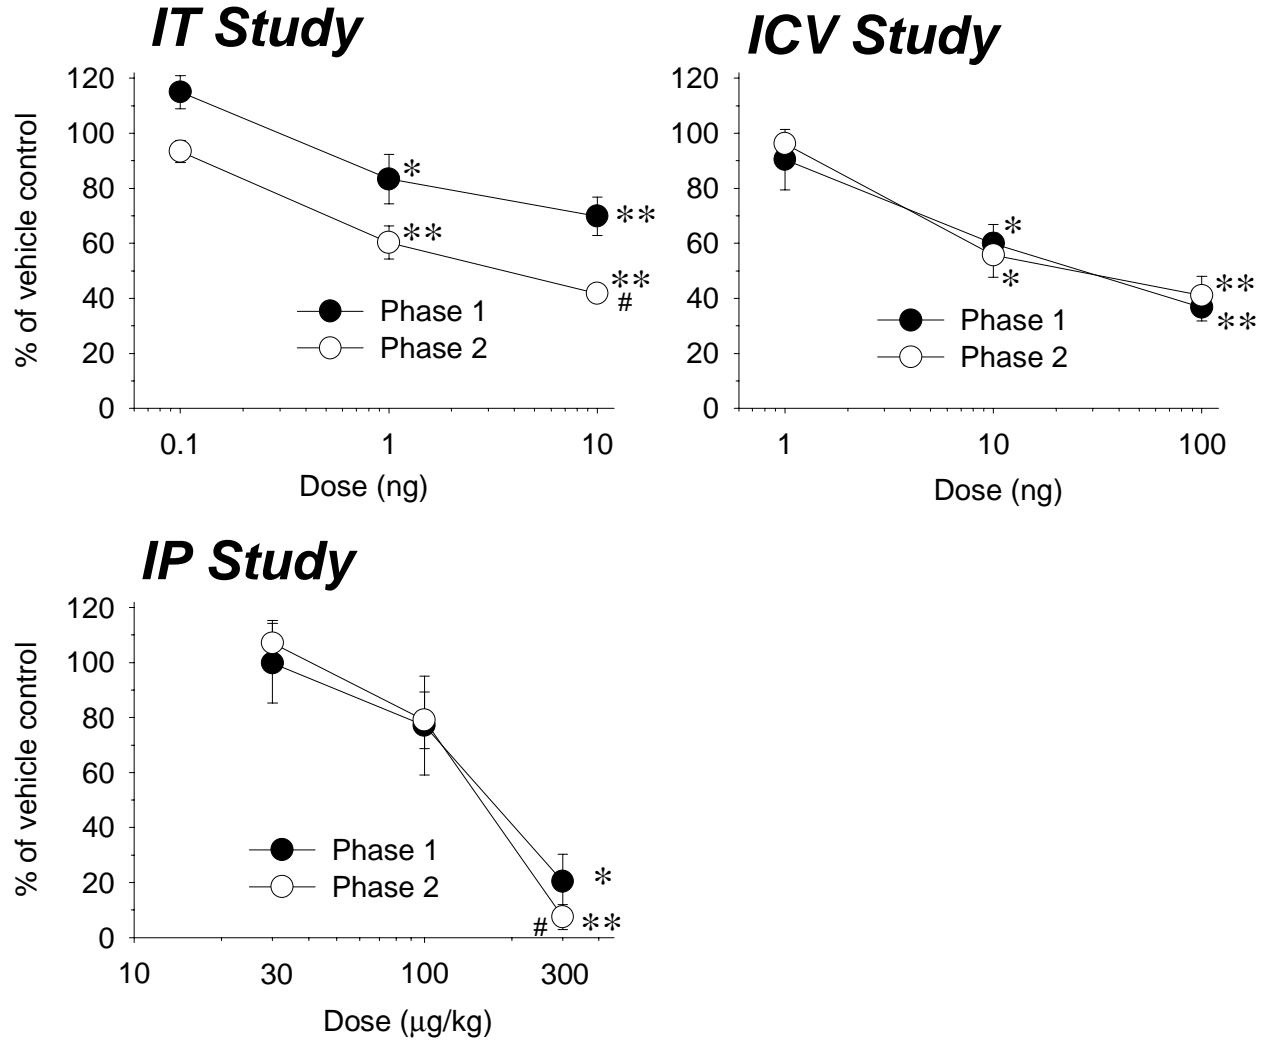 IT Study
% of vehicle control
120
100
80
60
40
20
0
*
**
**
**
#
Phase 1
Phase 2
0.1 1 10
Dose (ng)
ICV Study
120
100
80
60
40
20
0
*
*
**
**
Phase 1
Phase 2
1 10 100
Dose (ng)
IP Study
% of vehicle control
120
100
80
60
40
20
0
Phase 1
Phase 2
*
# **
10 30 100 300
Dose (μg/kg)